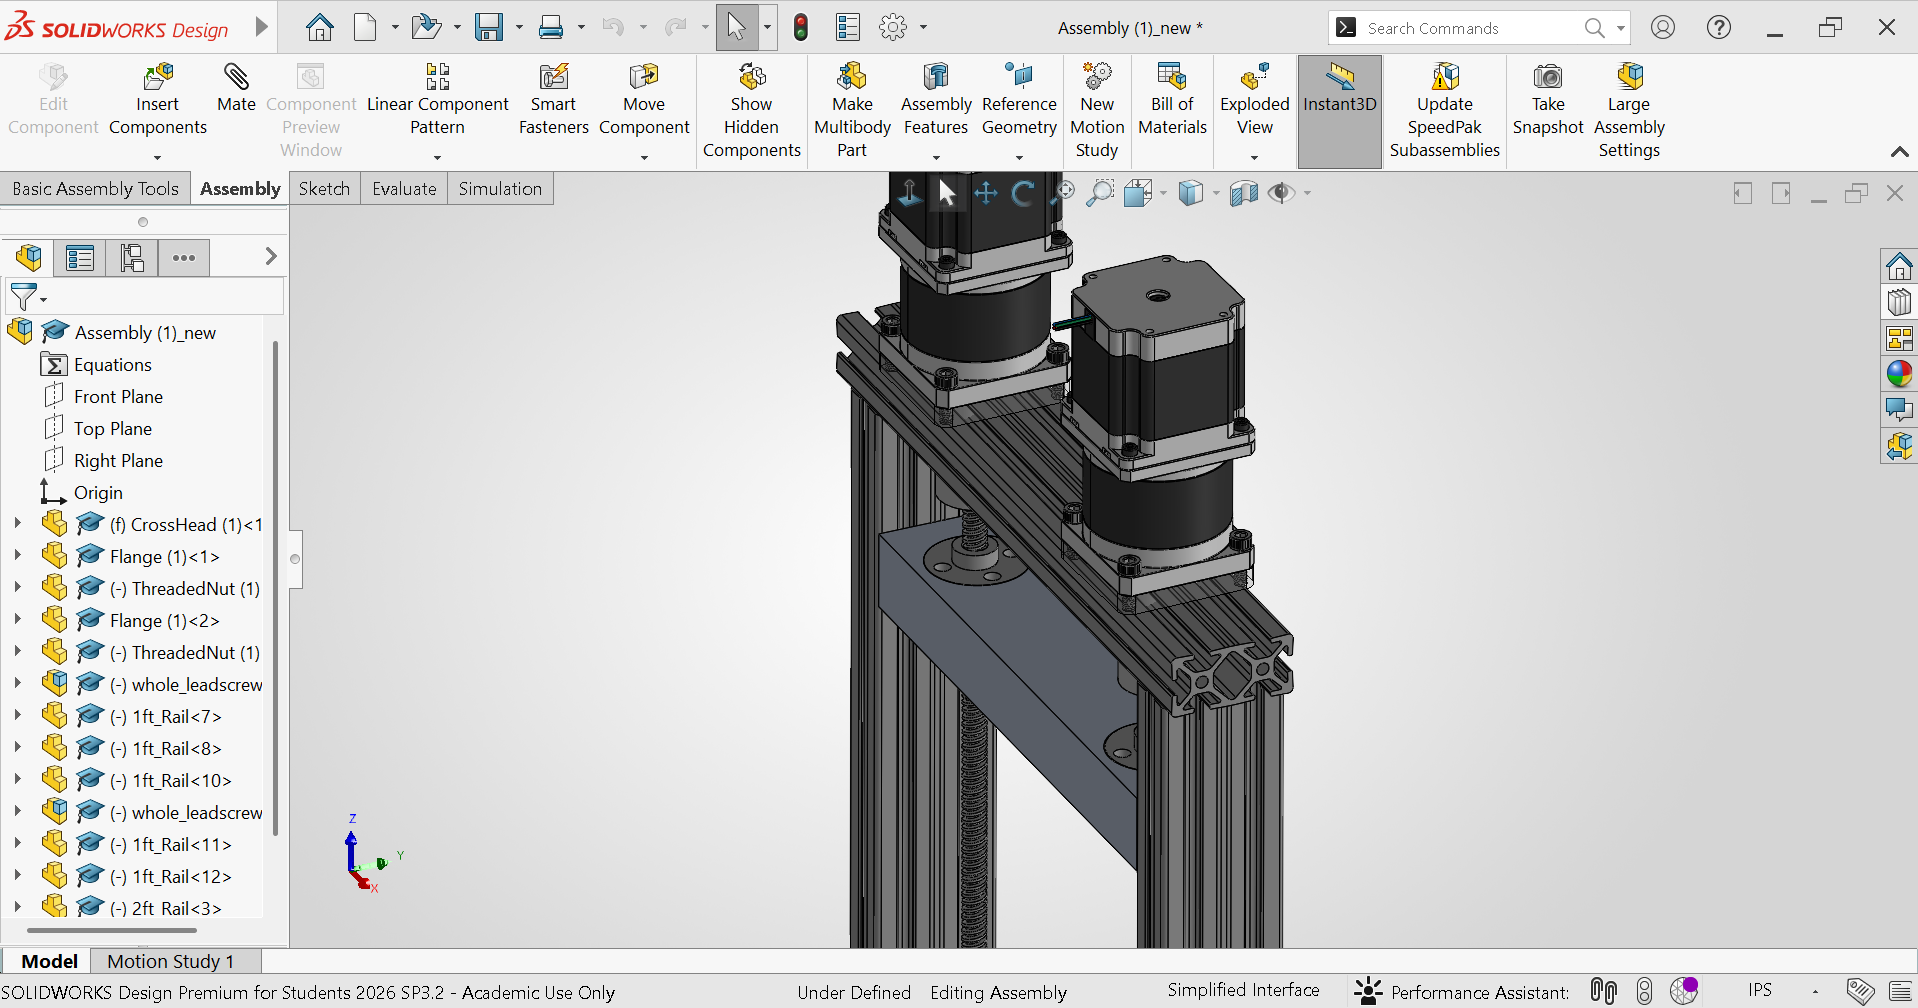 SOLIDWORKS Design
Assembly (1)_new *
Search Commands
Edit
Component
Insert
Components
Mate
Component
Preview
Window
Linear Component
Pattern
Smart
Fasteners
Move
Component
Show
Hidden
Components
Make
Multibody
Part
Assembly
Features
Reference
Geometry
New
Motion
Study
Bill of
Materials
Exploded
View
Instant3D
Update
SpeedPak
Subassemblies
Take
Snapshot
Large
Assembly
Settings
Basic Assembly Tools
Assembly
Sketch
Evaluate
Simulation
Assembly (1)_new
Equations
Front Plane
Top Plane
Right Plane
Origin
(f) CrossHead (1)<1
Flange (1)<1>
(-) ThreadedNut (1)
Flange (1)<2>
(-) ThreadedNut (1)
(-) whole_leadscrew
(-) 1ft_Rail<7>
(-) 1ft_Rail<8>
(-) 1ft_Rail<10>
(-) whole_leadscrew
(-) 1ft_Rail<11>
(-) 1ft_Rail<12>
(-) 2ft_Rail<3>
Z
Y
X
Model
Motion Study 1
SOLIDWORKS Design Premium for Students 2026 SP3.2 - Academic Use Only
Under Defined
Editing Assembly
Simplified Interface
Performance Assistant:
IPS